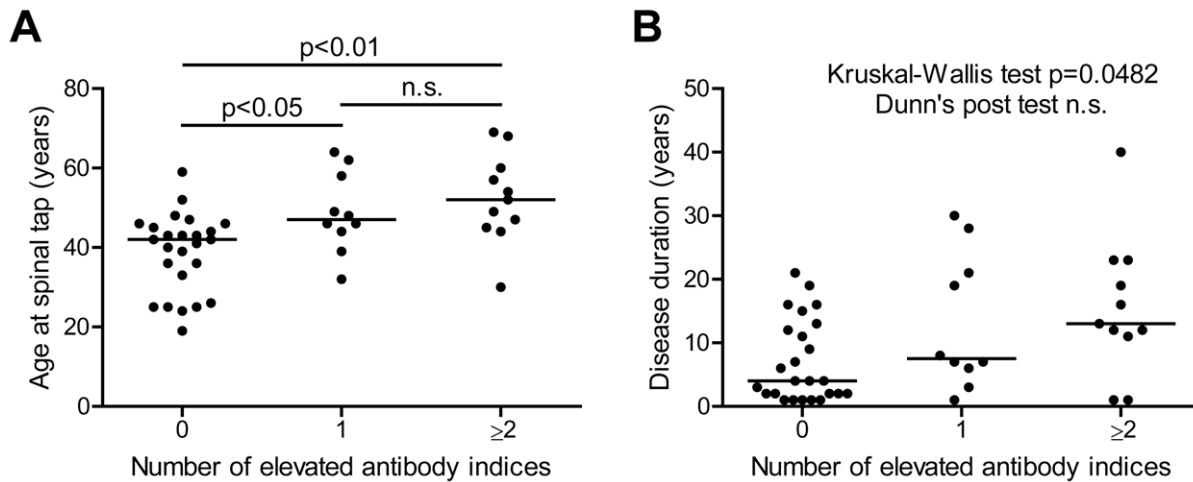 A
p<0.01
p<0.05
n.s.
80
60
40
20
0
Age at spinal tap (years)
0
1
≥2
Number of elevated antibody indices
B
Kruskal-Wallis test p=0.0482
Dunn's post test n.s.
50
40
30
20
10
0
Disease duration (years)
0
1
≥2
Number of elevated antibody indices